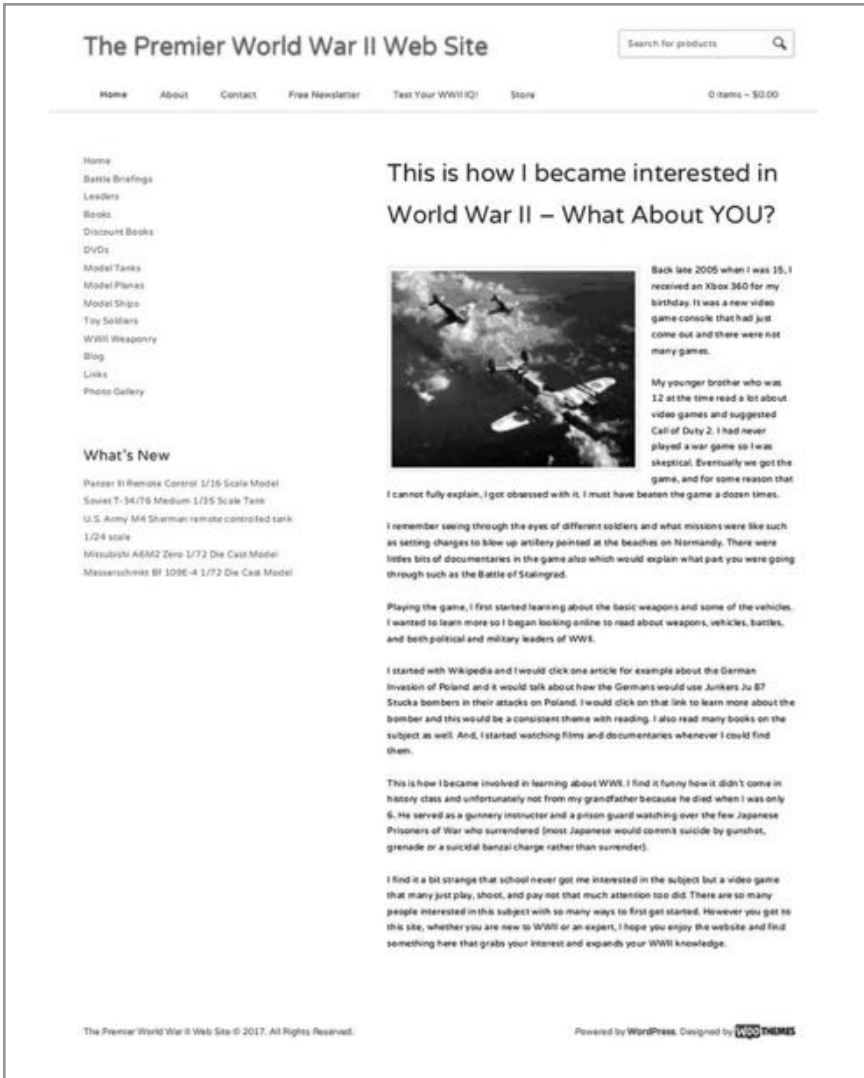 The Premier World War II Web Site
Search for products
Home About Contact Free Newsletter Test Your WWII IQ! Store 0 items – $0.00
Home
Battle Briefings
Leaders
Books
Discount Books
DVDs
Model Tanks
Model Planes
Model Ships
Toy Soldiers
WWII Weaponry
Blog
Links
Photo Gallery
What's New
Panzer III Remote Control 1/16 Scale Model
Soviet T-34/76 Medium 1/35 Scale Tank
U.S. Army M4 Sherman remote controlled tank
1/24 scale
Mitsubishi A6M2 Zero 1/72 Die Cast Model
Messerschmitt Bf 109E-4 1/72 Die Cast Model
This is how I became interested in
World War II – What About YOU?
Back late 2005 when I was 15, I
received an Xbox 360 for my
birthday. It was a new video
game console that had just
come out and there were not
many games.
My younger brother who was
12 at the time read a lot about
video games and suggested
Call of Duty 2. I had never
played a war game so I was
skeptical. Eventually we got the
game, and for some reason that
I cannot fully explain, I got obsessed with it. I must have beaten the game a dozen times.
I remember seeing through the eyes of different soldiers and what missions were like such
as setting charges to blow up artillery pointed at the beaches on Normandy. There were
littles bits of documentaries in the game also which would explain what part you were going
through such as the Battle of Stalingrad.
Playing the game, I first started learning about the basic weapons and some of the vehicles.
I wanted to learn more so I began looking online to read about weapons, vehicles, battles,
and both political and military leaders of WWII.
I started with Wikipedia and I would click one article for example about the German
Invasion of Poland and it would talk about how the Germans would use Junkers Ju 87
Stucka bombers in their attacks on Poland. I would click on that link to learn more about the
bomber and this would be a consistent theme with reading. I also read many books on the
subject as well. And, I started watching films and documentaries whenever I could find
them.
This is how I became involved in learning about WWII. I find it funny how it didn't come in
history class and unfortunately not from my grandfather because he died when I was only
6. He served as a gunnery instructor and a prison guard watching over the few Japanese
Prisoners of War who surrendered (most Japanese would commit suicide by gunshot,
grenade or a suicidal banzai charge rather than surrender).
I find it a bit strange that school never got me interested in the subject but a video game
that many just play, shoot, and pay not that much attention too did. There are so many
people interested in this subject with so many ways to first get started. However you got to
this site, whether you are new to WWII or an expert, I hope you enjoy the website and find
something here that grabs your interest and expands your WWII knowledge.
The Premier World War II Web Site © 2017. All Rights Reserved.
Powered by WordPress. Designed by WOOTHEMES